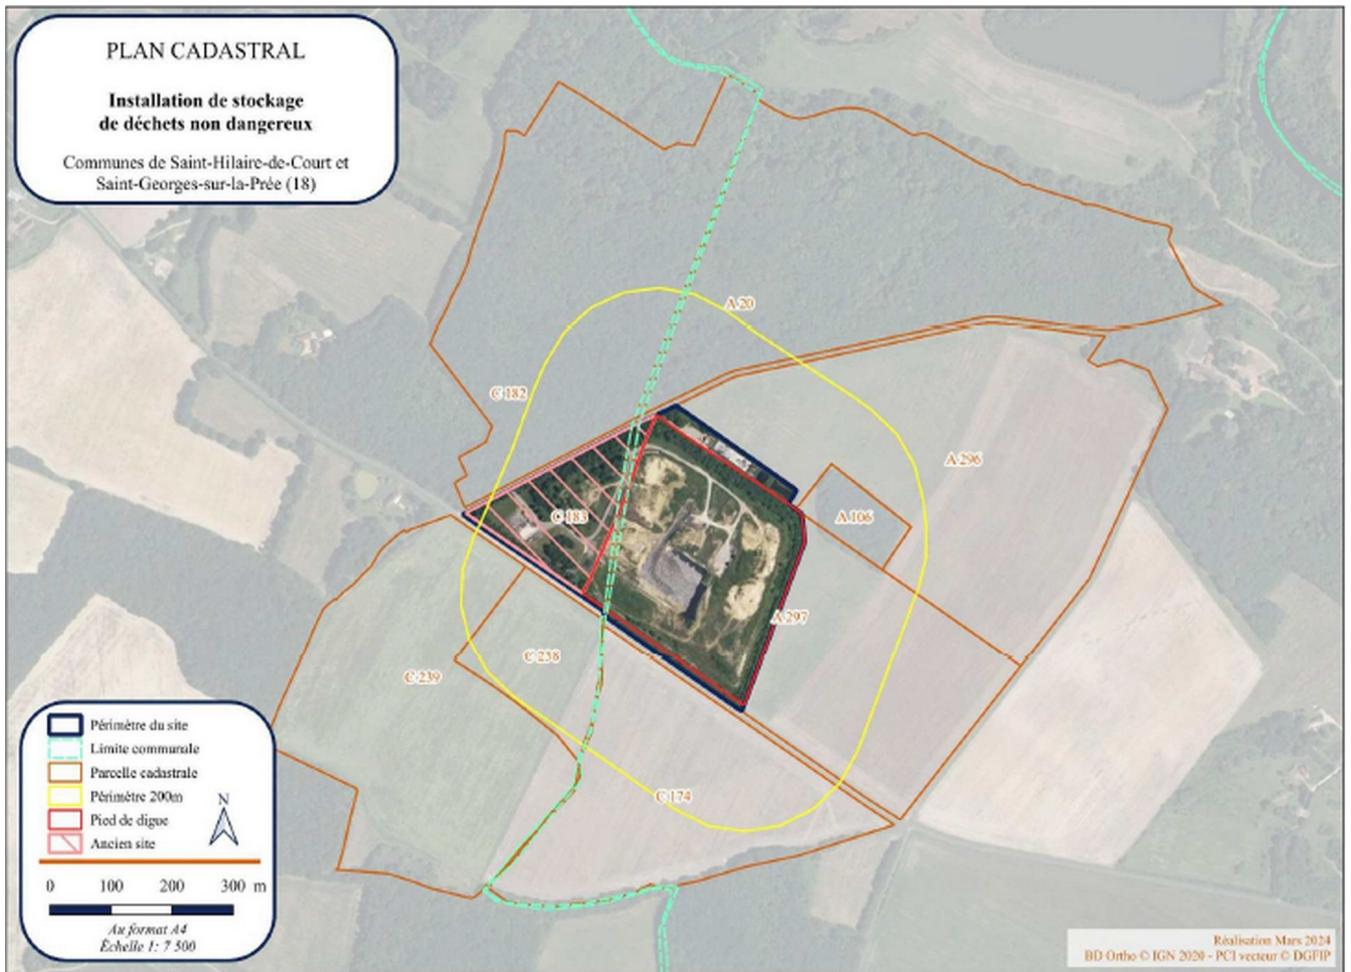 PLAN CADASTRAL
Installation de stockage
de déchets non dangereux
Communes de Saint-Hilaire-de-Court et
Saint-Georges-sur-la-Prée (18)
A 20
C 182
A 296
C 183
A 106
A 297
C 238
C 239
C 174
Périmètre du site
Limite communale
Parcelle cadastrale
Périmètre 200m
Pied de digue
Ancien site
N
0 100 200 300 m
Au format A4
Échelle 1: 7 500
Réalisation Mars 2024
BD Ortho © IGN 2020 - PCI vecteur © DGFIP